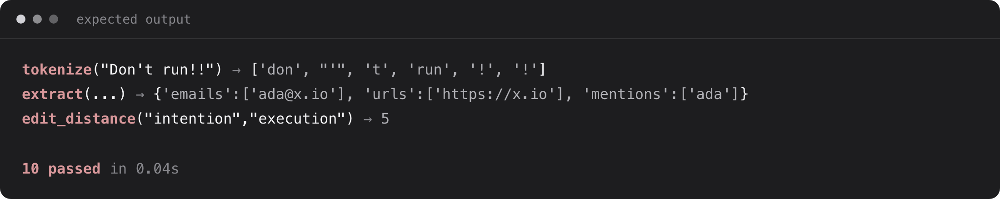 expected output
tokenize("Don't run!!") → ['don', "'", 't', 'run', '!', '!']
extract(...) → {'emails':['ada@x.io'], 'urls':['https://x.io'], 'mentions':['ada']}
edit_distance("intention","execution") → 5
10 passed in 0.04s